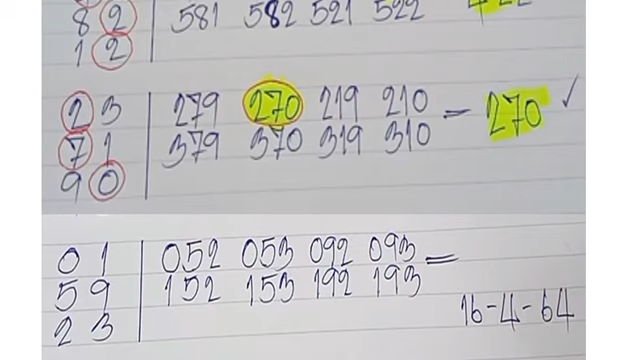 8 2 581 582 521 522
1 2
2 3 279 270 219 210 — 270 ✓
7 1 379 370 319 310
9 0
0 1 052 053 092 093 =
5 9 152 153 192 193
2 3
16-4-64